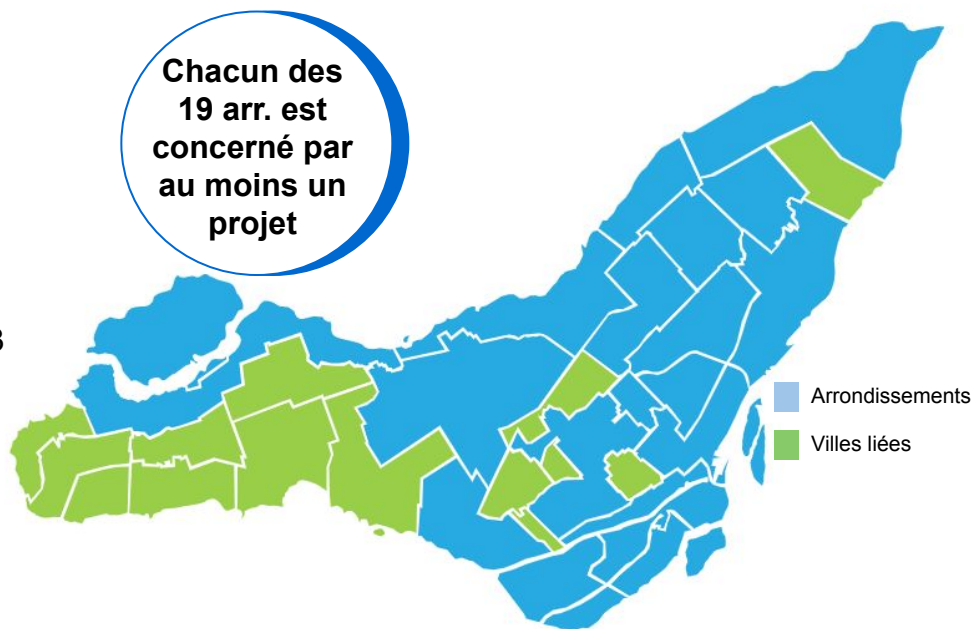 Chacun des
19 arr. est
concerné par
au moins un
projet
Arrondissements
Villes liées